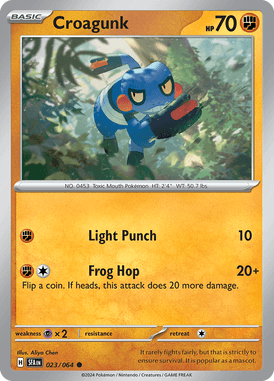 BASIC
Croagunk
HP 70
NO. 0453 Toxic Mouth Pokémon HT: 2'4" WT: 50.7 lbs.
Light Punch 10
Frog Hop 20+
Flip a coin. If heads, this attack does 20 more damage.
weakness ×2 resistance retreat
Illus. Aliya Chen
H SFA EN 023/064
It rarely fights fairly, but that is strictly to
ensure survival. It is popular as a mascot.
©2024 Pokémon / Nintendo / Creatures / GAME FREAK